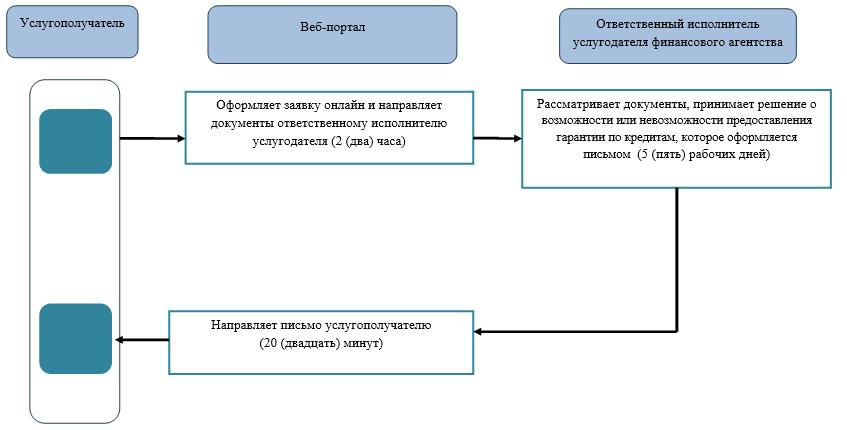 Услугополучатель
Веб-портал
Ответственный исполнитель
услугодателя финансового агентства
Оформляет заявку онлайн и направляет
документы ответственному исполнителю
услугодателя (2 (два) часа)
Рассматривает документы, принимает решение о
возможности или невозможности предоставления
гарантии по кредитам, которое оформляется
письмом (5 (пять) рабочих дней)
Направляет письмо услугополучателю
(20 (двадцать) минут)